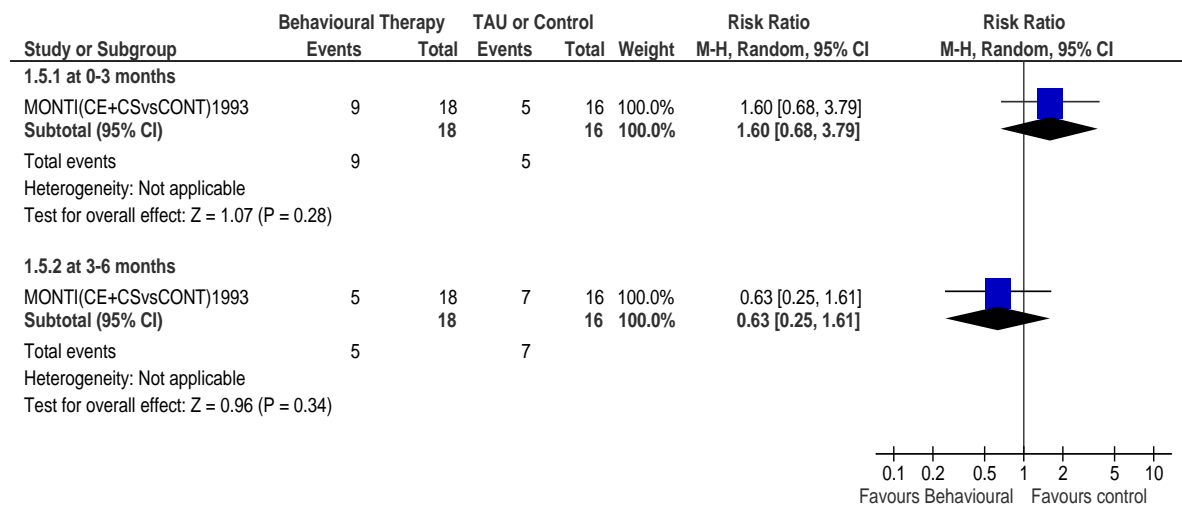 Behavioural Therapy TAU or Control Risk Ratio Risk Ratio
Study or Subgroup Events Total Events Total Weight M-H, Random, 95% CI M-H, Random, 95% CI
1.5.1 at 0-3 months
MONTI(CE+CSvsCONT)1993 9 18 5 16 100.0% 1.60 [0.68, 3.79]
Subtotal (95% CI) 18 16 100.0% 1.60 [0.68, 3.79]
Total events 9 5
Heterogeneity: Not applicable
Test for overall effect: Z = 1.07 (P = 0.28)
1.5.2 at 3-6 months
MONTI(CE+CSvsCONT)1993 5 18 7 16 100.0% 0.63 [0.25, 1.61]
Subtotal (95% CI) 18 16 100.0% 0.63 [0.25, 1.61]
Total events 5 7
Heterogeneity: Not applicable
Test for overall effect: Z = 0.96 (P = 0.34)
0.1 0.2 0.5 1 2 5 10
Favours Behavioural Favours control